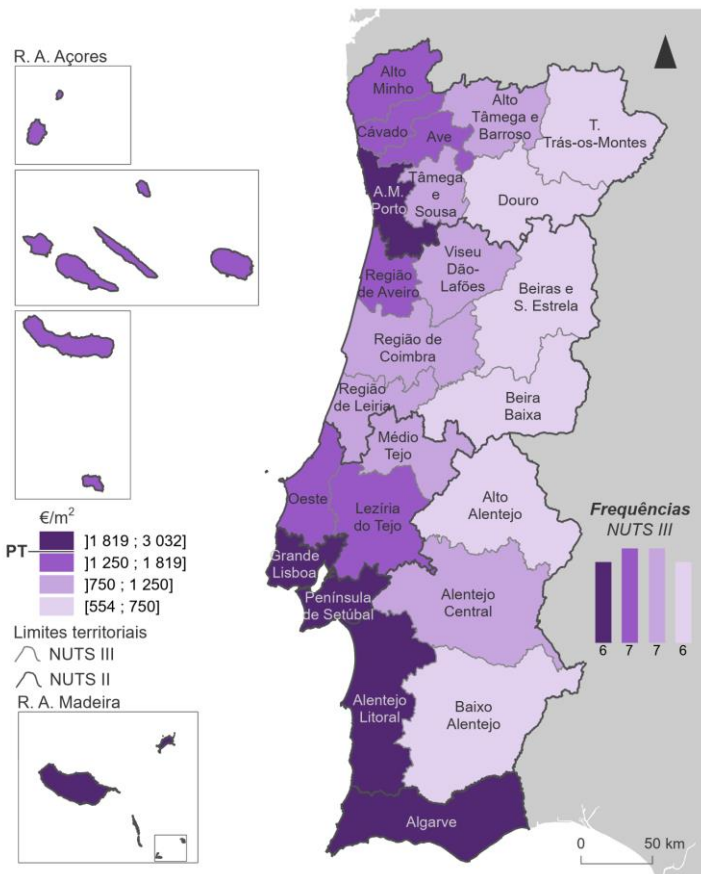 R. A. Açores
Alto
Minho
Cávado
Ave
Alto
Tâmega e
Barroso
T.
Trás-os-Montes
A.M.
Porto
Tâmega
e
Sousa
Douro
Viseu
Dão-
Lafões
Região
de Aveiro
Beiras e
S. Estrela
Região de
Coimbra
Região
de Leiria
Beira
Baixa
Médio
Tejo
Oeste
Lezíria
do Tejo
Alto
Alentejo
Grande
Lisboa
Península
de Setúbal
Alentejo
Central
Alentejo
Litoral
Baixo
Alentejo
Algarve
€/m²
PT
]1 819 ; 3 032]
]1 250 ; 1 819]
]750 ; 1 250]
[554 ; 750]
Limites territoriais
NUTS III
NUTS II
R. A. Madeira
Frequências
NUTS III
6 7 7 6
0 50 km